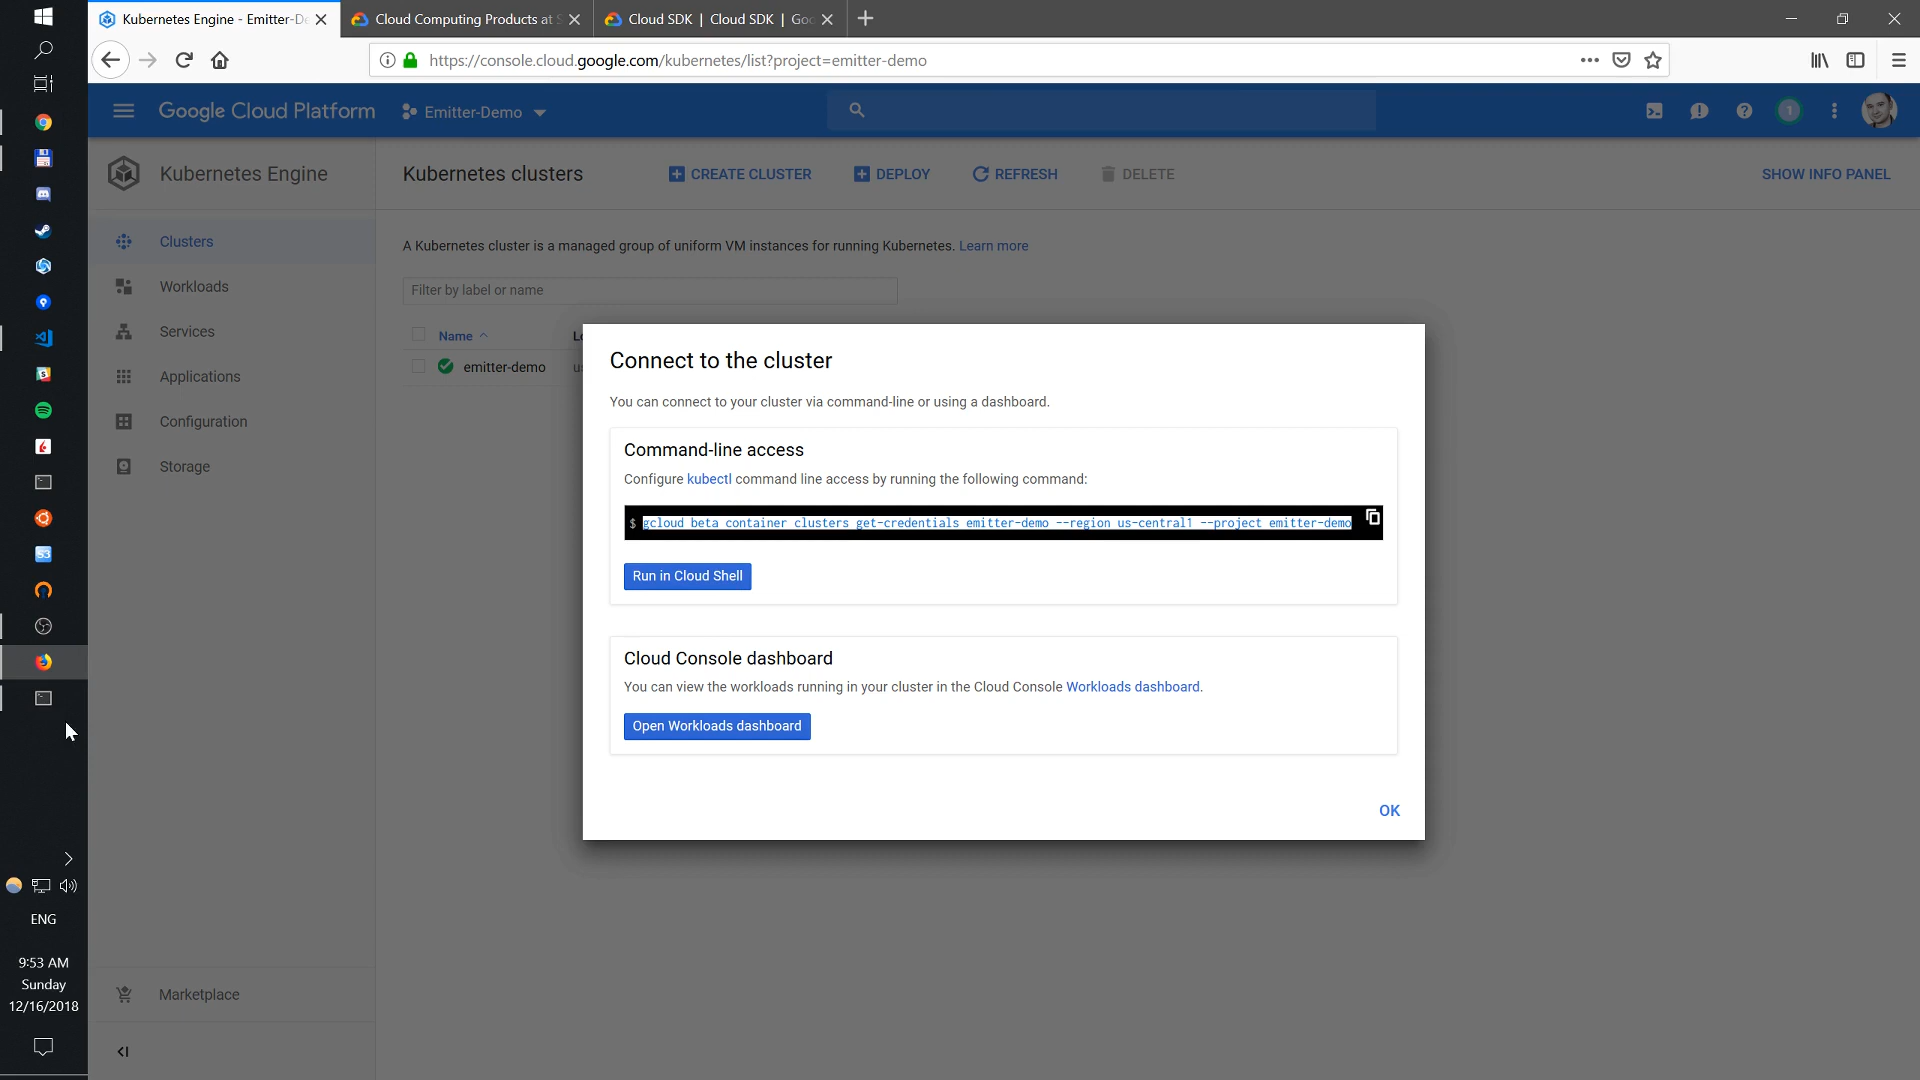 Kubernetes Engine - Emitter-De
Cloud Computing Products at S
Cloud SDK | Cloud SDK | Goo
https://console.cloud.google.com/kubernetes/list?project=emitter-demo
Google Cloud Platform
Emitter-Demo
1
Kubernetes Engine
Kubernetes clusters
CREATE CLUSTER
DEPLOY
REFRESH
DELETE
SHOW INFO PANEL
Clusters
Workloads
Services
Applications
Configuration
Storage
Marketplace
A Kubernetes cluster is a managed group of uniform VM instances for running Kubernetes. Learn more
Filter by label or name
Name
emitter-demo
Connect to the cluster
You can connect to your cluster via command-line or using a dashboard.
Command-line access
Configure kubectl command line access by running the following command:
$ gcloud beta container clusters get-credentials emitter-demo --region us-central1 --project emitter-demo
Run in Cloud Shell
Cloud Console dashboard
You can view the workloads running in your cluster in the Cloud Console Workloads dashboard.
Open Workloads dashboard
OK
ENG
9:53 AM
Sunday
12/16/2018